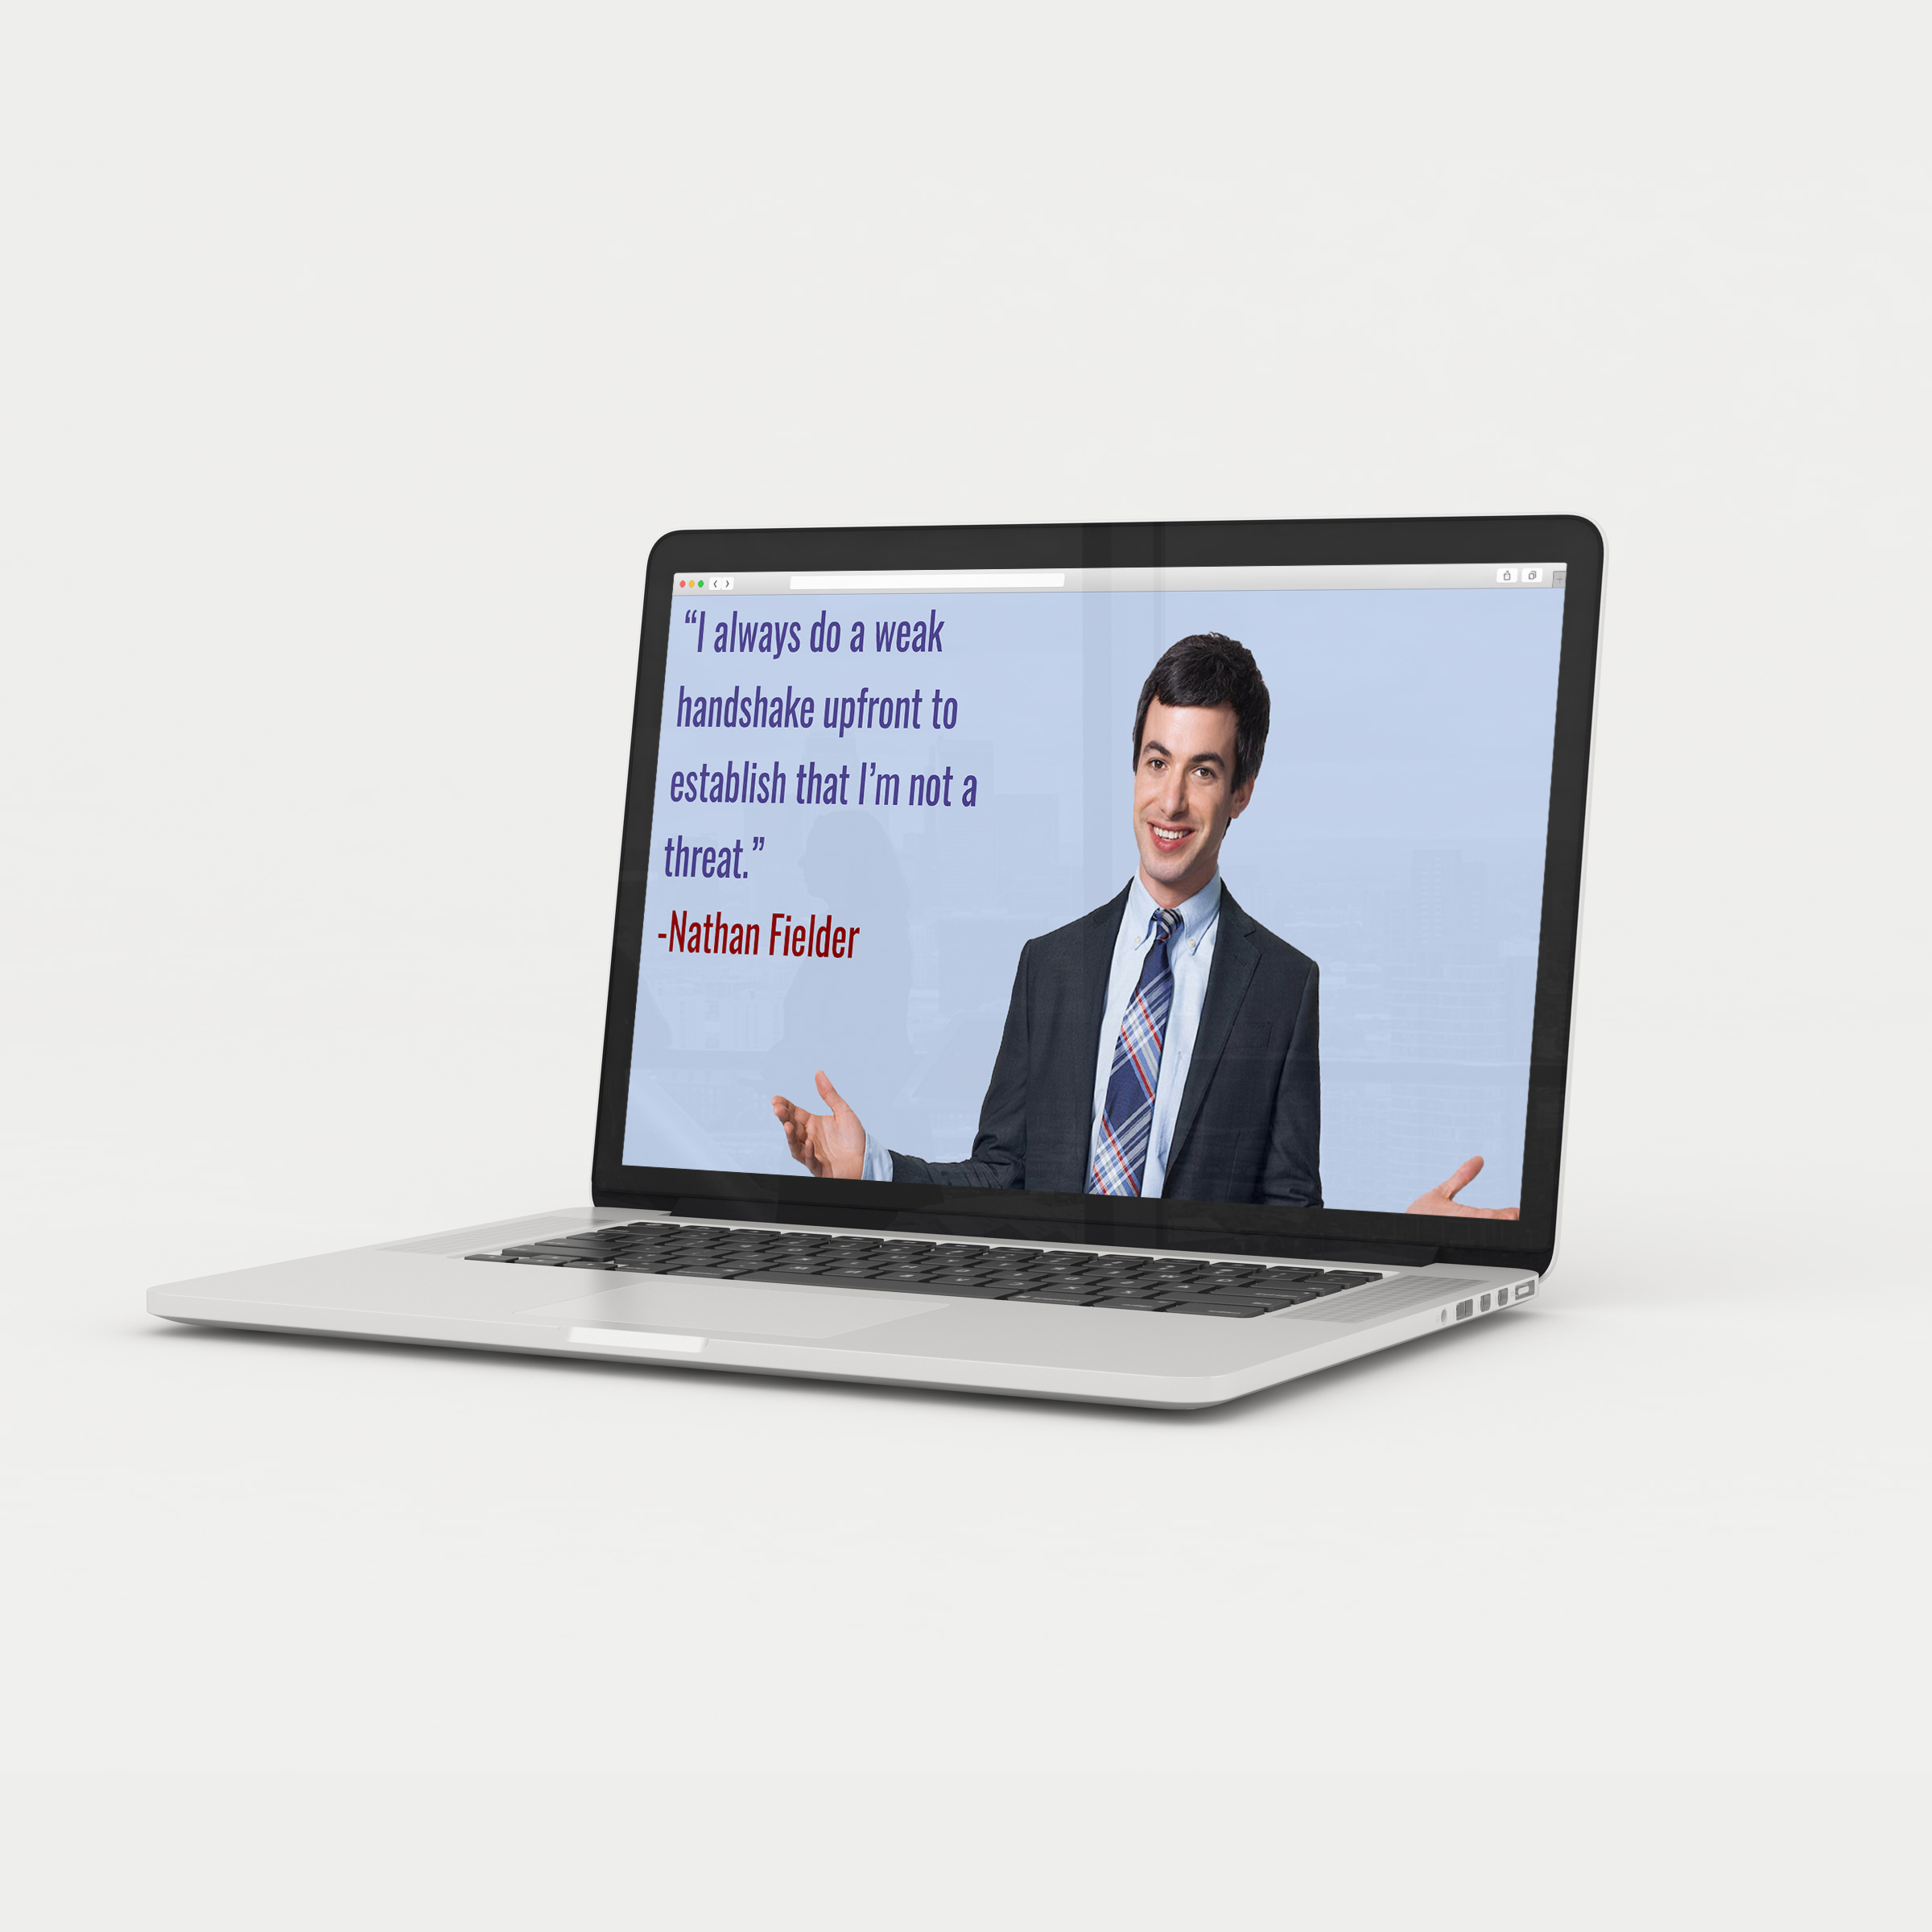 “I always do a weak
handshake upfront to
establish that I’m not a
threat.”
-Nathan Fielder